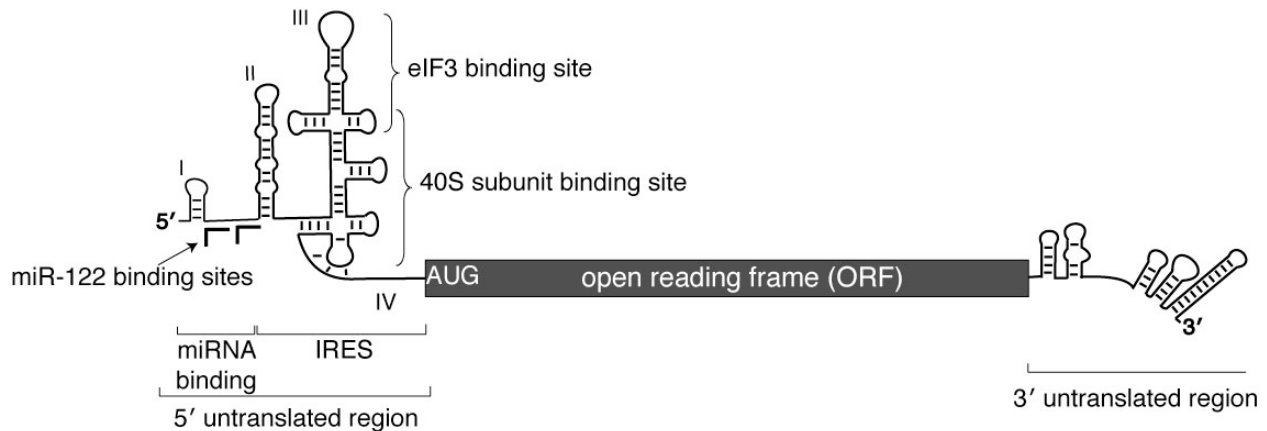 III
eIF3 binding site
II
I
40S subunit binding site
5′
miR-122 binding sites
AUG
open reading frame (ORF)
IV
3′
miRNA
binding
IRES
5′ untranslated region
3′ untranslated region